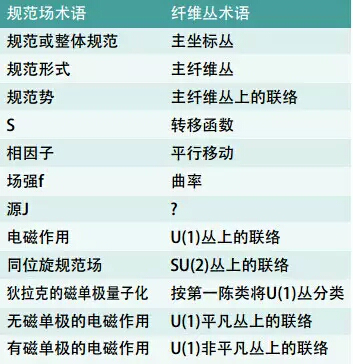 规范场术语 纤维丛术语
规范或整体规范 主坐标丛
规范形式 主纤维丛
规范势 主纤维丛上的联络
S 转移函数
相因子 平行移动
场强f 曲率
源J ?
电磁作用 U(1)丛上的联络
同位旋规范场 SU(2)丛上的联络
狄拉克的磁单极量子化 按第一陈类将U(1)丛分类
无磁单极的电磁作用 U(1)平凡丛上的联络
有磁单极的电磁作用 U(1)非平凡丛上的联络